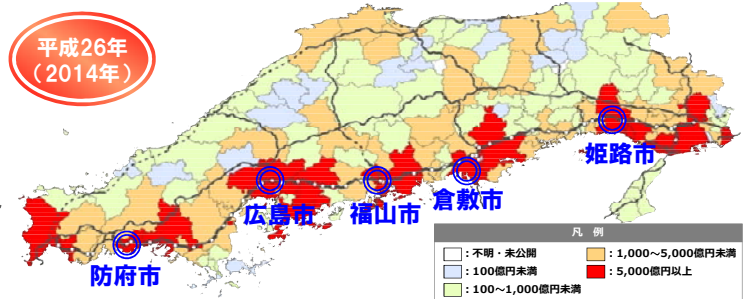 平成26年
（2014年）
姫路市
倉敷市
福山市
広島市
防府市
凡 例
：不明・未公開
：1,000～5,000億円未満
：100億円未満
：5,000億円以上
：100～1,000億円未満